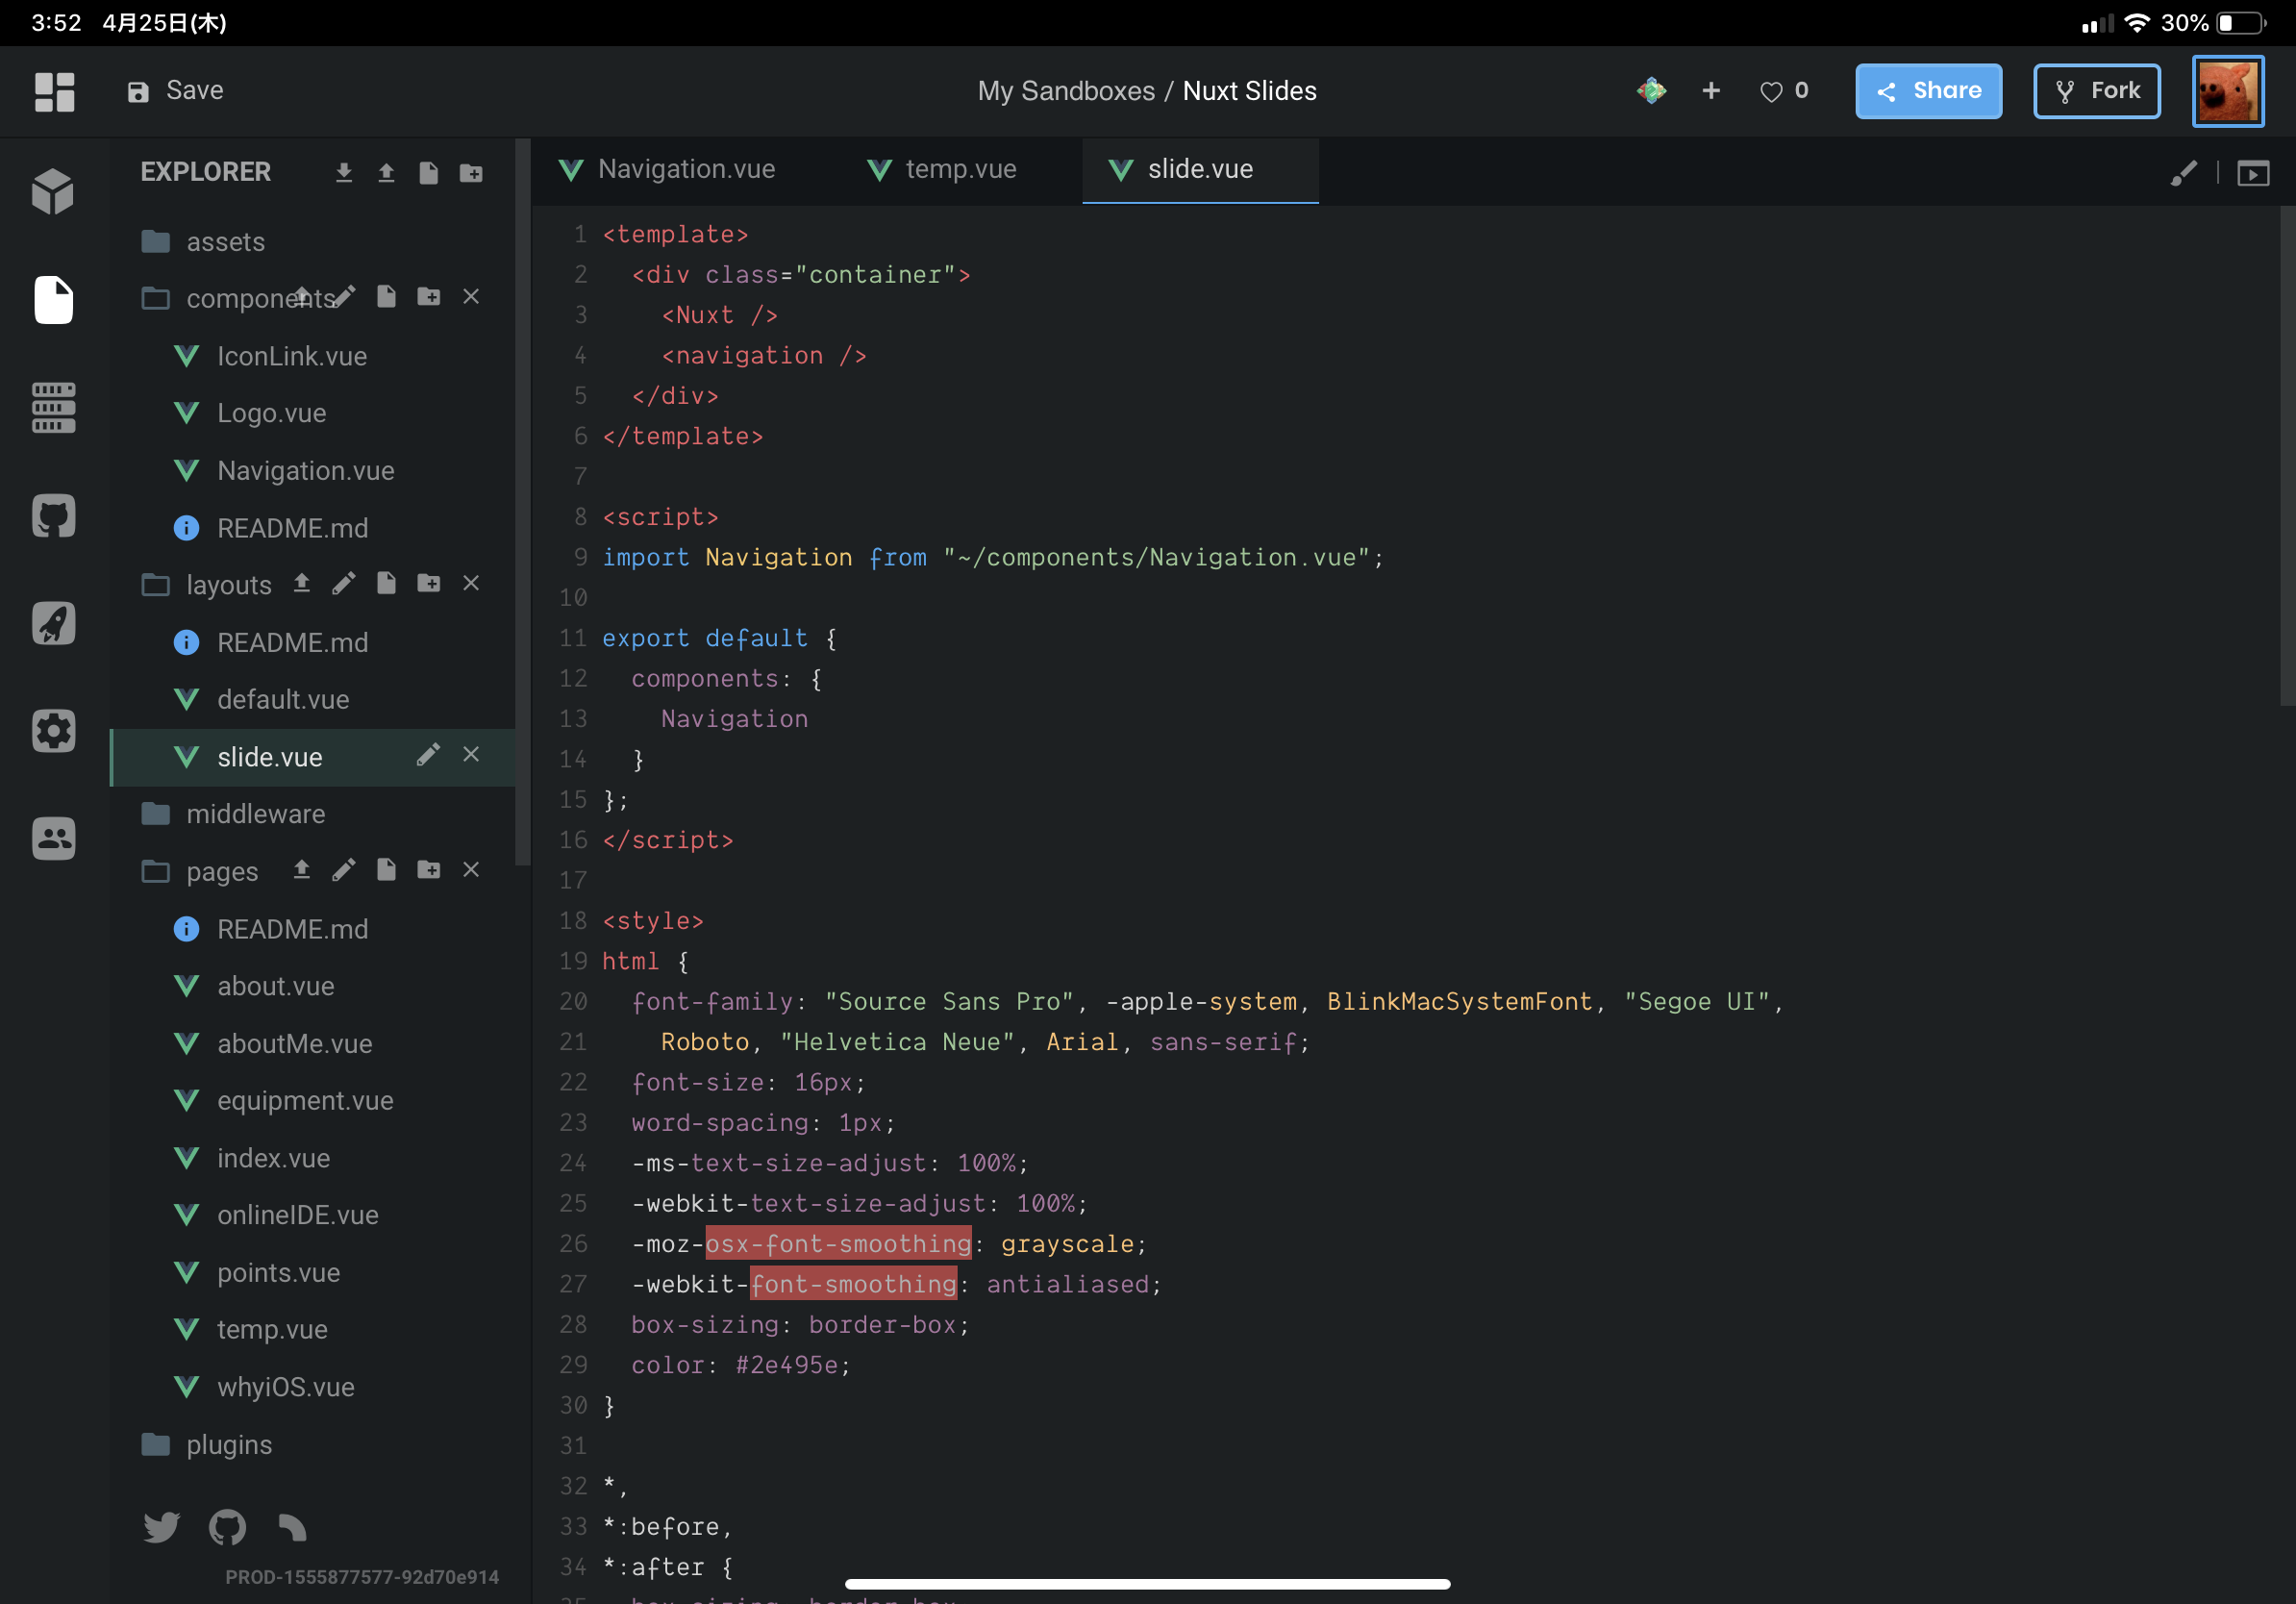 3:52 4月25日(木) 30%
Save My Sandboxes / Nuxt Slides + 0 Share Fork
EXPLORER
assets
components
IconLink.vue
Logo.vue
Navigation.vue
README.md
layouts
README.md
default.vue
slide.vue
middleware
pages
README.md
about.vue
aboutMe.vue
equipment.vue
index.vue
onlineIDE.vue
points.vue
temp.vue
whyiOS.vue
plugins
PROD-1555877577-92d70e914
Navigation.vue temp.vue slide.vue
1 <template>
2   <div class="container">
3     <Nuxt />
4     <navigation />
5   </div>
6 </template>
7
8 <script>
9 import Navigation from "~/components/Navigation.vue";
10
11 export default {
12   components: {
13     Navigation
14   }
15 };
16 </script>
17
18 <style>
19 html {
20   font-family: "Source Sans Pro", -apple-system, BlinkMacSystemFont, "Segoe UI",
21     Roboto, "Helvetica Neue", Arial, sans-serif;
22   font-size: 16px;
23   word-spacing: 1px;
24   -ms-text-size-adjust: 100%;
25   -webkit-text-size-adjust: 100%;
26   -moz-osx-font-smoothing: grayscale;
27   -webkit-font-smoothing: antialiased;
28   box-sizing: border-box;
29   color: #2e495e;
30 }
31
32 *,
33 *:before,
34 *:after {